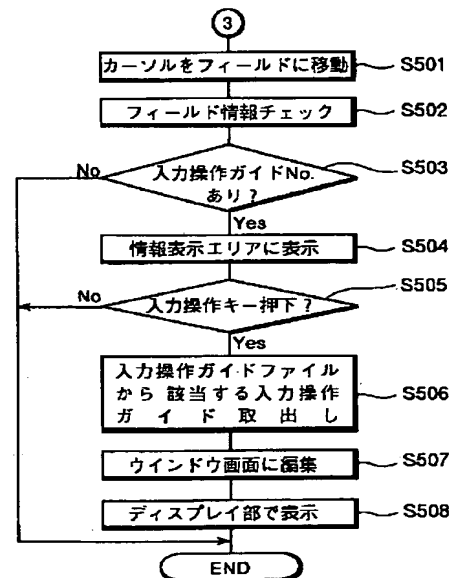 3
カーソルをフィールドに移動 S501
フィールド情報チェック S502
入力操作ガイドNo. S503
No
あり?
Yes
情報表示エリアに表示 S504
No 入力操作キー押下? S505
Yes
入力操作ガイドファイル
から該当する入力操作 S506
ガイド取出し
ウインドウ画面に編集 S507
ディスプレイ部で表示 S508
END